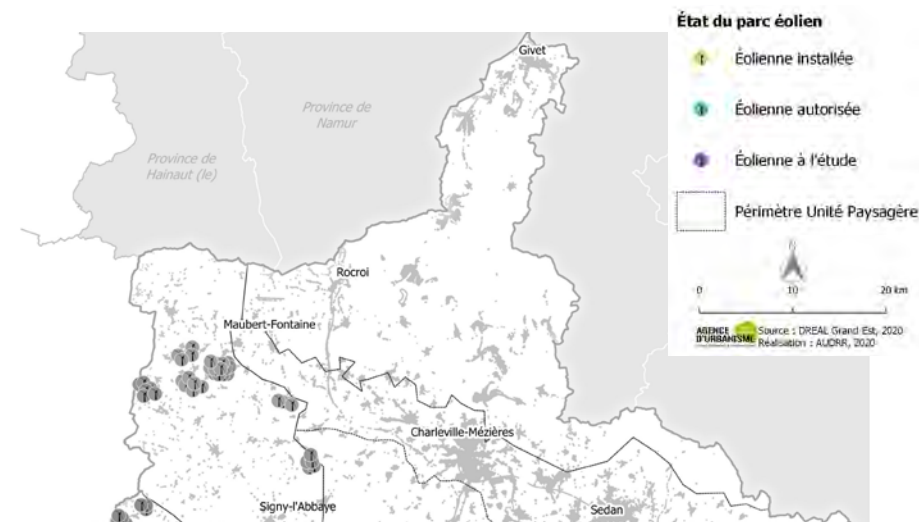 État du parc éolien
Éolienne installée
Éolienne autorisée
Éolienne à l'étude
Périmètre Unité Paysagère
N
0 10 20 km
AGENCE D'URBANISME
Source : DREAL Grand Est, 2020
Réalisation : AUDRR, 2020
Givet
Province de
Namur
Province de
Hainaut (le)
Rocroi
Maubert-Fontaine
Charleville-Mézières
Signy-l'Abbaye
Sedan